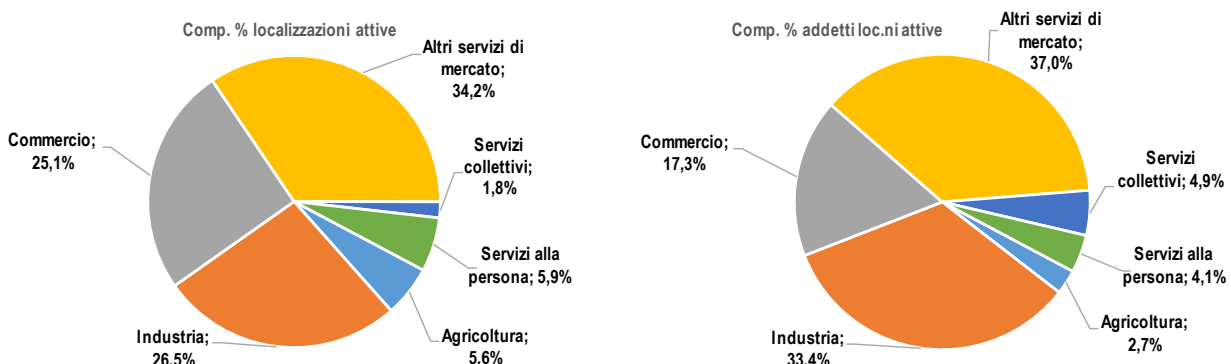 Comp. % localizzazioni attive
Altri servizi di
mercato;
34,2%
Commercio;
25,1%
Servizi
collettivi;
1,8%
Servizi alla
persona; 5,9%
Industria;
26,5%
Agricoltura;
5,6%
Comp. % addetti loc.ni attive
Altri servizi di
mercato;
37,0%
Commercio;
17,3%
Servizi
collettivi; 4,9%
Servizi alla
persona; 4,1%
Industria;
33,4%
Agricoltura;
2,7%